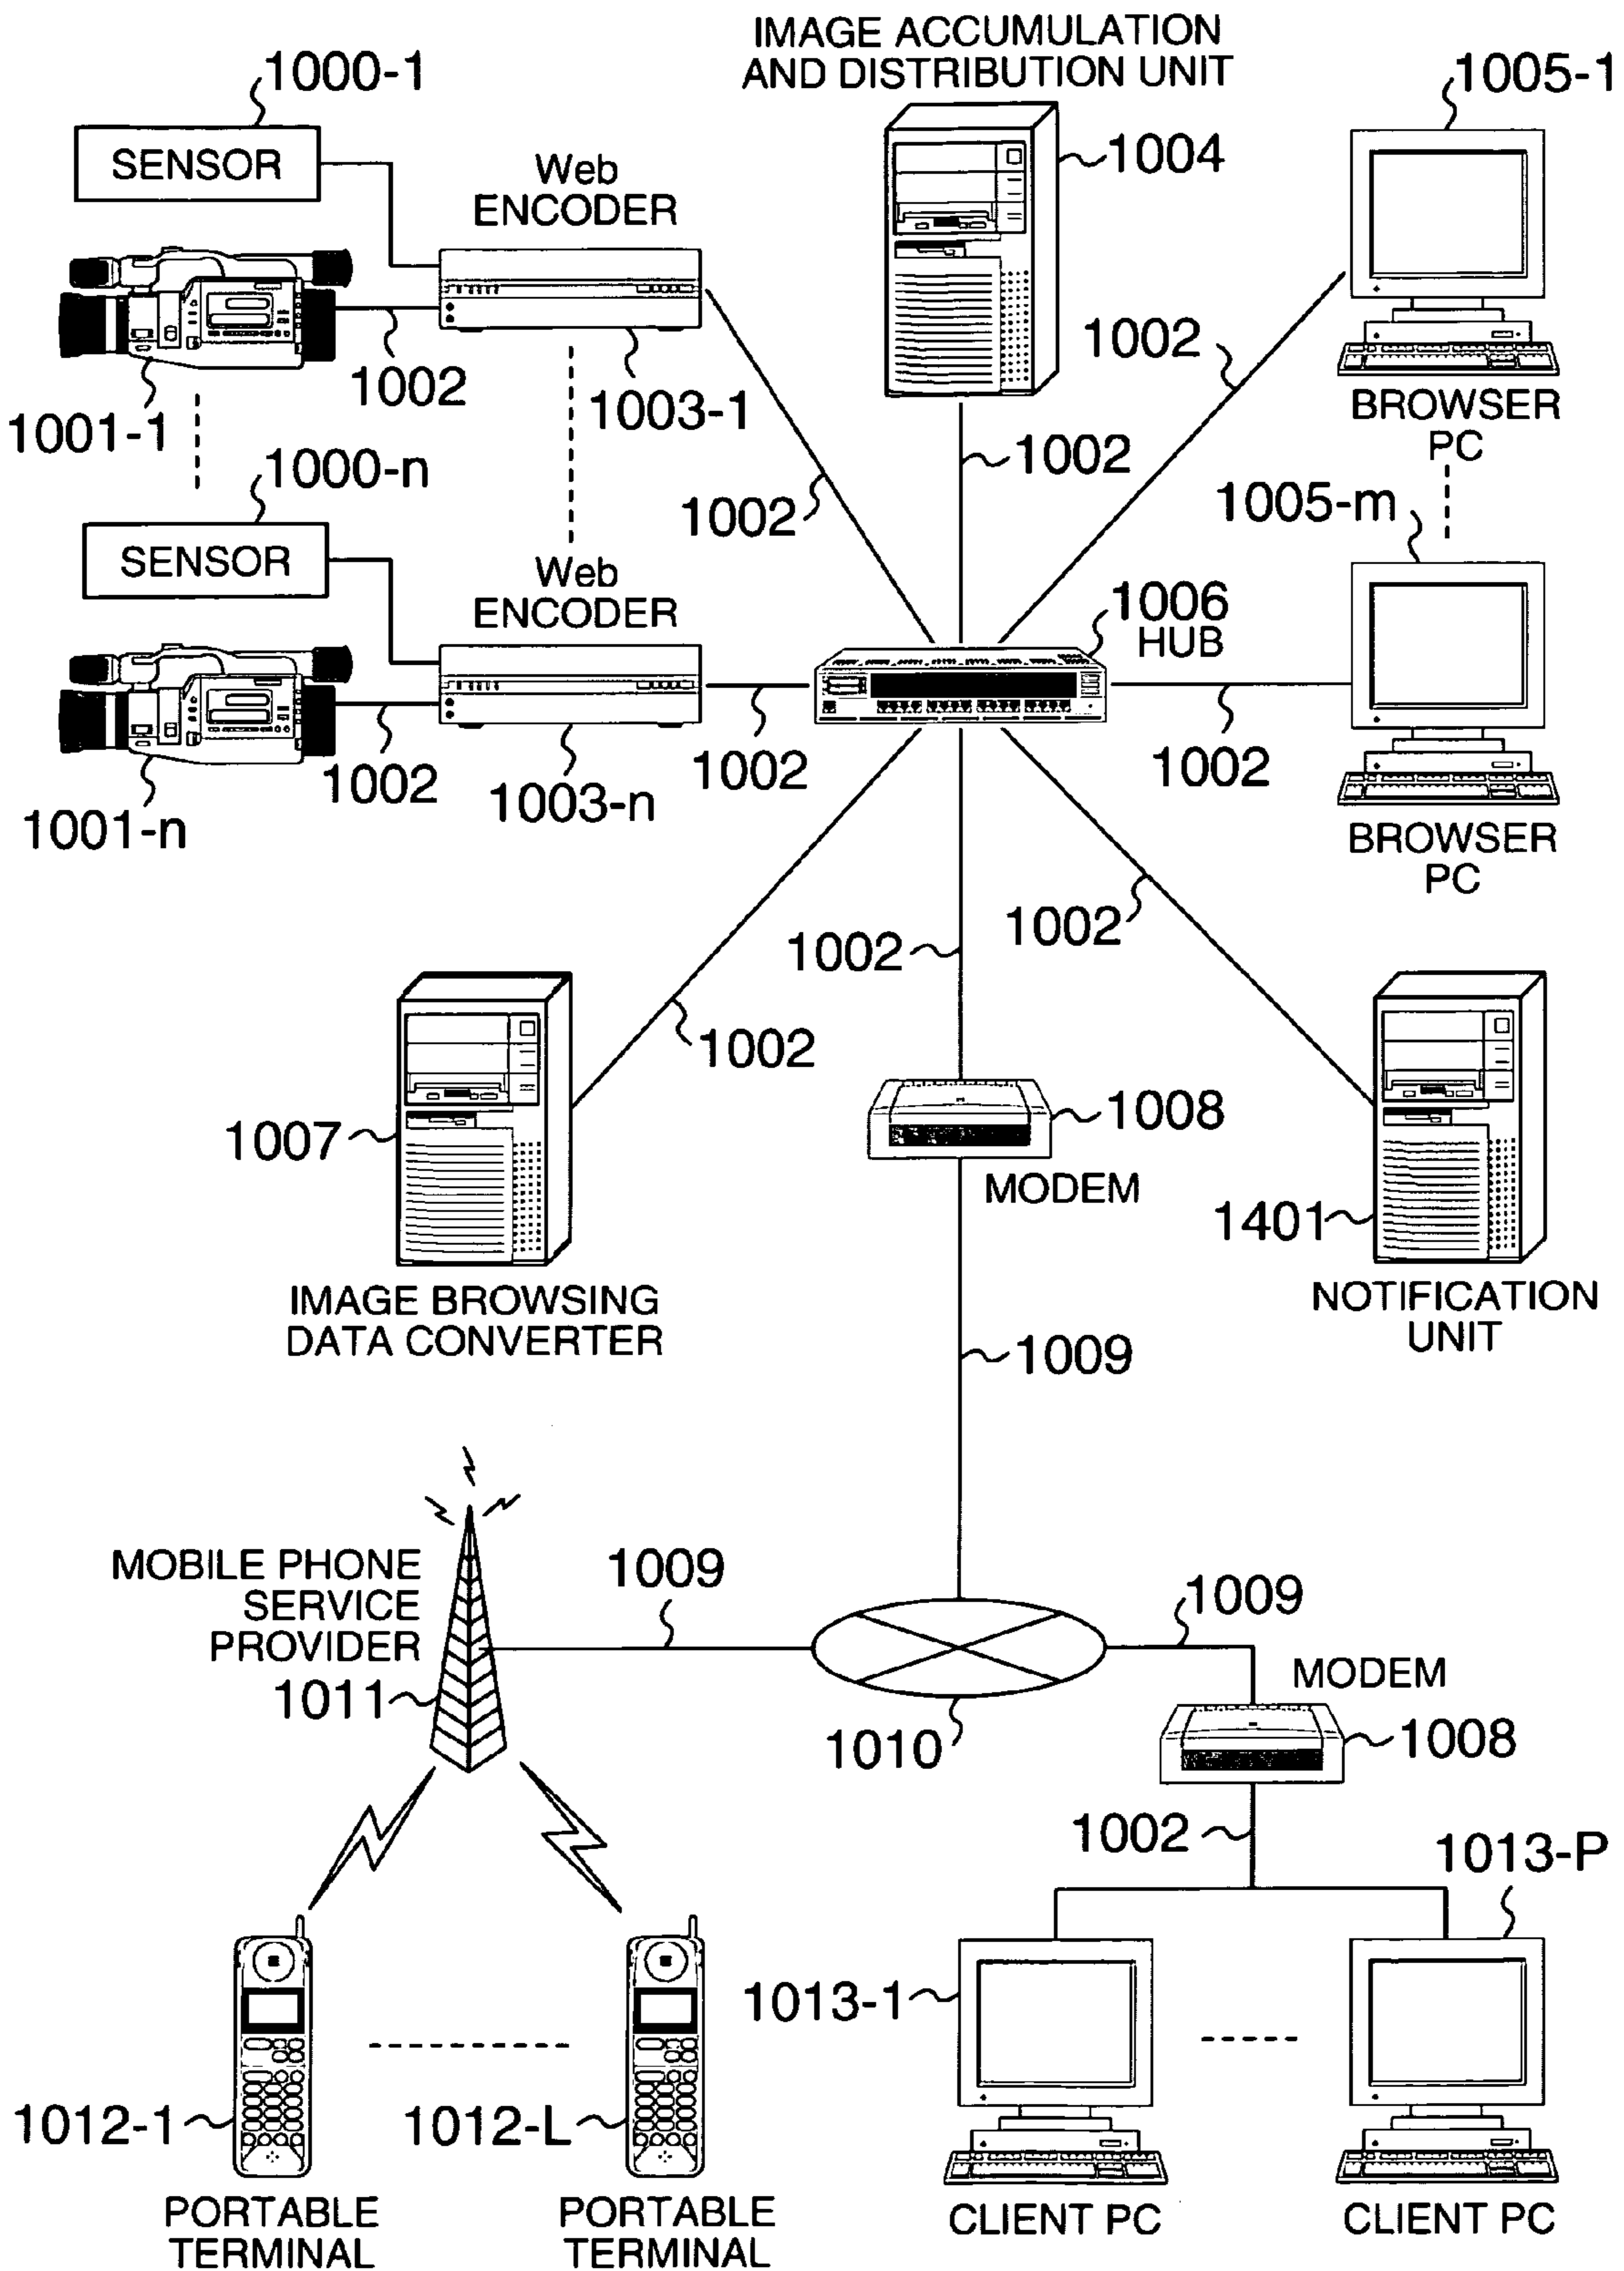 IMAGE ACCUMULATION
AND DISTRIBUTION UNIT
1000-1
1005-1
SENSOR
Web
ENCODER
1004
1002
1002
1003-1
1001-1
BROWSER
PC
1002
1000-n
1002
1005-m
SENSOR
Web
ENCODER
1006
HUB
1002
1003-n
1002
1002
1001-n
BROWSER
PC
1002
1002
1002
1007
1008
MODEM
1401
IMAGE BROWSING
DATA CONVERTER
NOTIFICATION
UNIT
1009
MOBILE PHONE
SERVICE
PROVIDER
1011
1009
1009
MODEM
1010
1008
1002
1013-P
1013-1
1012-1
1012-L
PORTABLE
TERMINAL
PORTABLE
TERMINAL
CLIENT PC
CLIENT PC